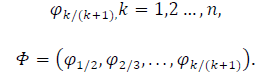 φ_{k/(k+1)}, k = 1,2 … , n,
Φ = (φ_{1/2}, φ_{2/3}, … , φ_{k/(k+1)}).